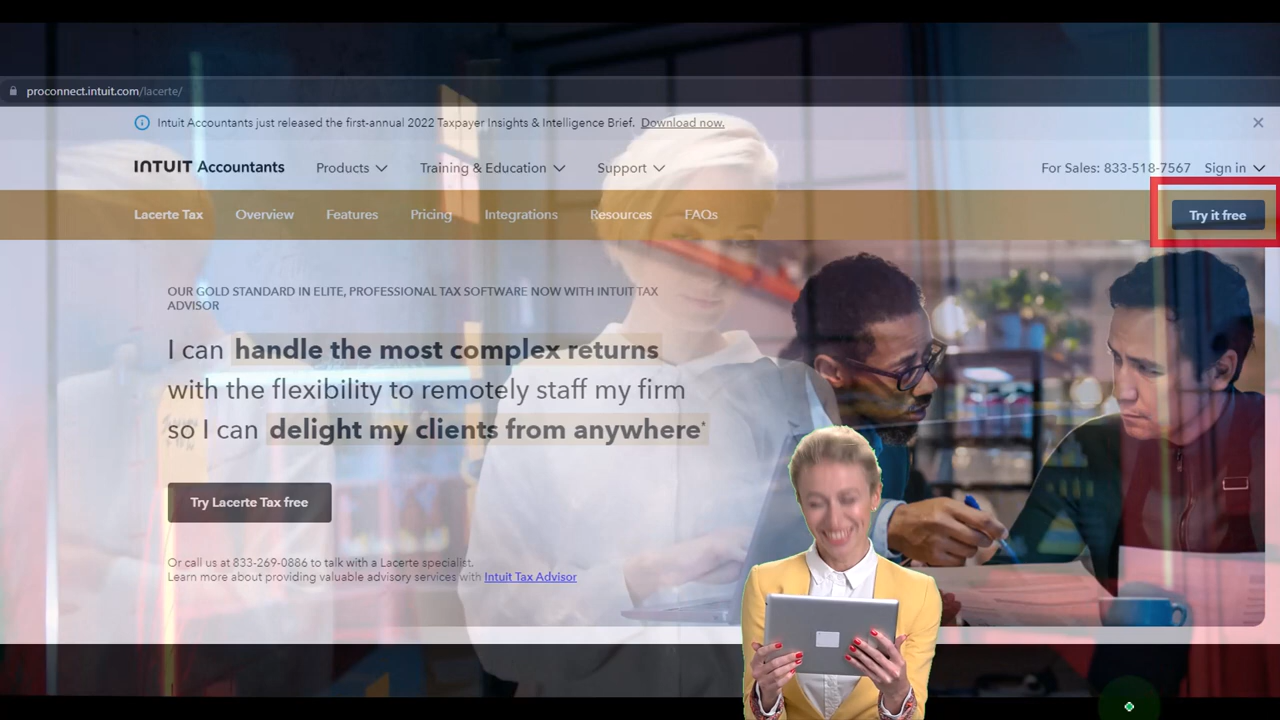 proconnect.intuit.com/lacerte/
Intuit Accountants just released the first-annual 2022 Taxpayer Insights & Intelligence Brief. Download now.
INTUIT Accountants Products Training & Education Support For Sales: 833-518-7567 Sign in
Lacerte Tax Overview Features Pricing Integrations Resources FAQs Try it free
OUR GOLD STANDARD IN ELITE, PROFESSIONAL TAX SOFTWARE NOW WITH INTUIT TAX
ADVISOR
I can handle the most complex returns
with the flexibility to remotely staff my firm
so I can delight my clients from anywhere*
Try Lacerte Tax free
Or call us at 833-269-0886 to talk with a Lacerte specialist.
Learn more about providing valuable advisory services with Intuit Tax Advisor